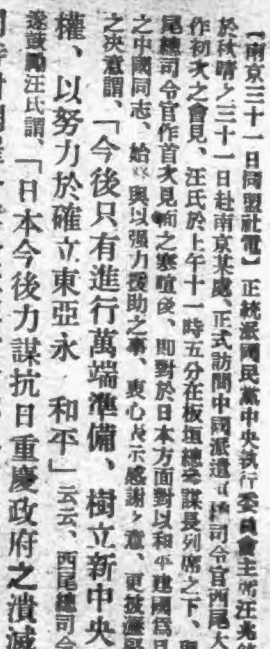 【南京三十一日同盟社電】正統派國民黨中央執行委員會主席汪兆銘
於秋晴之三十一日赴南京某處、正式訪問中國派遣 司令官西尾大
作初次之會見、汪氏於上午十一時五分在板垣總參謀長列席之下、與
尾總司令官作首次見面之寒暄後、即對於日本方面對以和平建國爲目
之中國同志、始終與以强力援助之事、衷心表示感謝之意、更披瀝堅
之決意謂、「今後只有進行萬端準備、樹立新中央
權、以努力於確立東亞永 和平」云云、西尾總司令
遂鼓勵汪氏謂、「日本今後力謀抗日重慶政府之潰滅